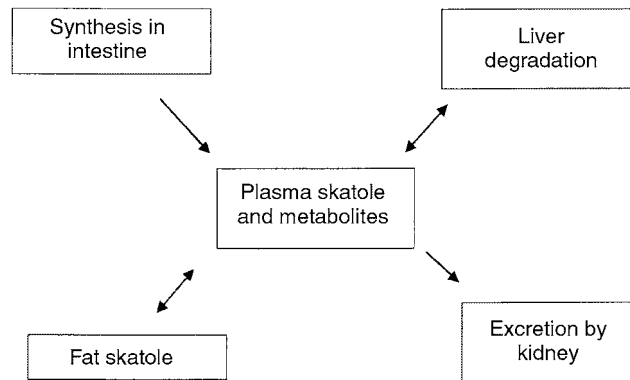 Synthesis in
intestine
Liver
degradation
Plasma skatole
and metabolites
Fat skatole
Excretion by
kidney